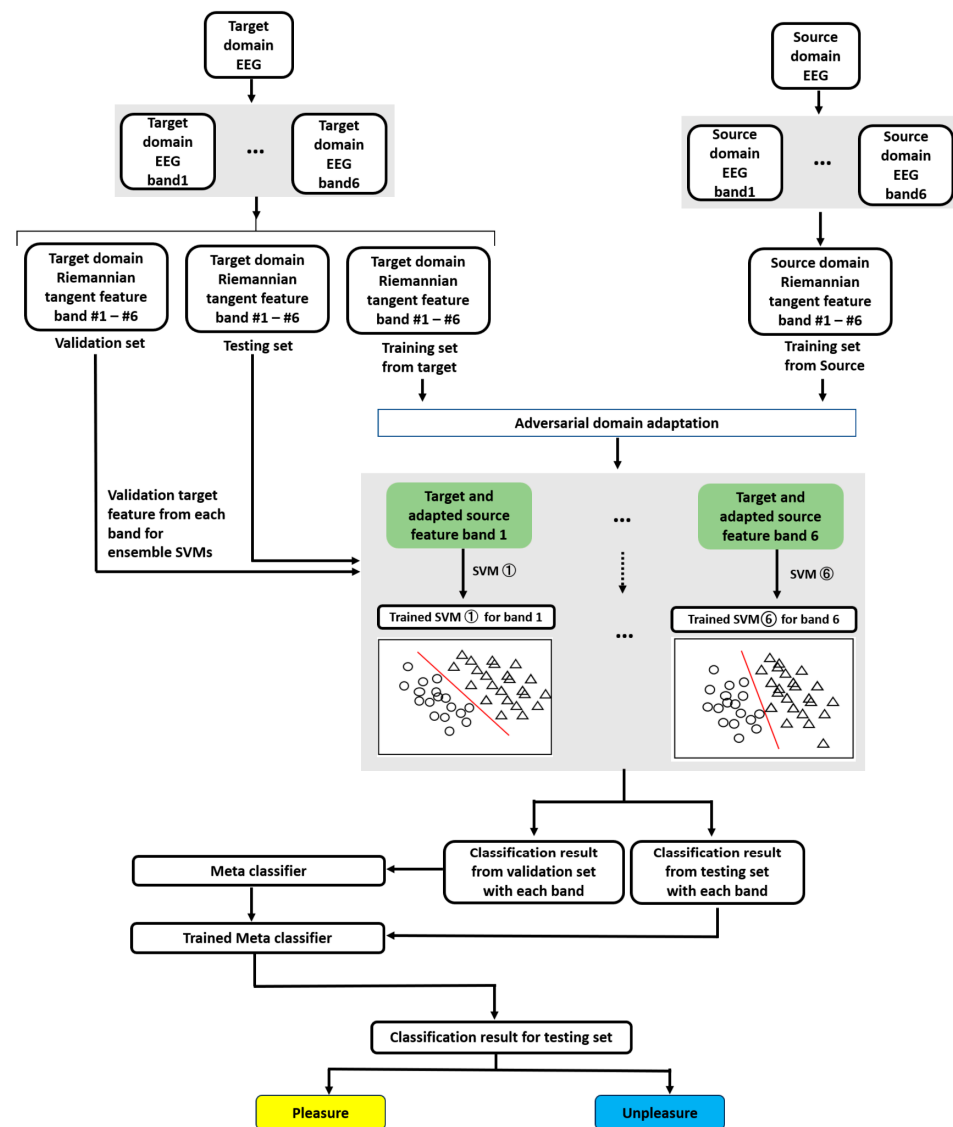 Target
domain
EEG
Source
domain
EEG
Target
domain
EEG
band1
...
Target
domain
EEG
band6
Source
domain
EEG
band1
...
Source
domain
EEG
band6
Target domain
Riemannian
tangent feature
band #1 – #6
Validation set
Target domain
Riemannian
tangent feature
band #1 – #6
Testing set
Target domain
Riemannian
tangent feature
band #1 – #6
Training set
from target
Source domain
Riemannian
tangent feature
band #1 – #6
Training set
from Source
Adversarial domain adaptation
Validation target
feature from each
band for
ensemble SVMs
Target and
adapted source
feature band 1
...
Target and
adapted source
feature band 6
SVM ①
SVM ⑥
Trained SVM ① for band 1
...
Trained SVM⑥ for band 6
Classification result
from validation set
with each band
Classification result
from testing set
with each band
Meta classifier
Trained Meta classifier
Classification result for testing set
Pleasure
Unpleasure